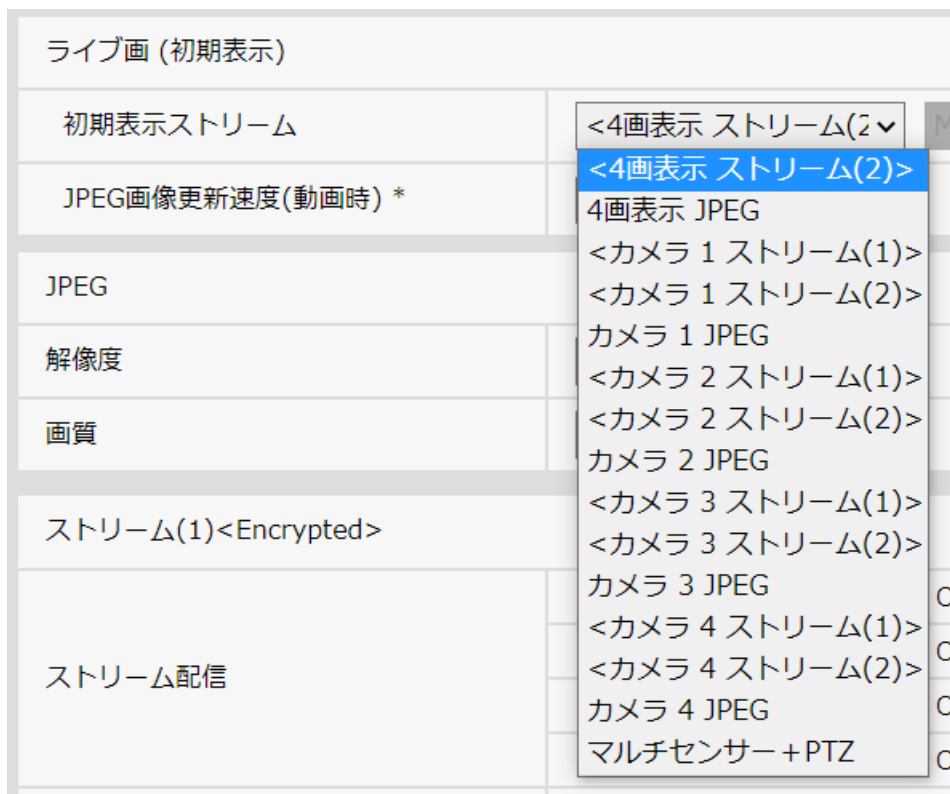 ライブ画 (初期表示)
初期表示ストリーム
<4画表示 ストリーム(2
JPEG画像更新速度(動画時) *
JPEG
解像度
画質
ストリーム(1)<Encrypted>
ストリーム配信
<4画表示 ストリーム(2)>
4画表示 JPEG
<カメラ 1 ストリーム(1)>
<カメラ 1 ストリーム(2)>
カメラ 1 JPEG
<カメラ 2 ストリーム(1)>
<カメラ 2 ストリーム(2)>
カメラ 2 JPEG
<カメラ 3 ストリーム(1)>
<カメラ 3 ストリーム(2)>
カメラ 3 JPEG
<カメラ 4 ストリーム(1)>
<カメラ 4 ストリーム(2)>
カメラ 4 JPEG
マルチセンサー+PTZ